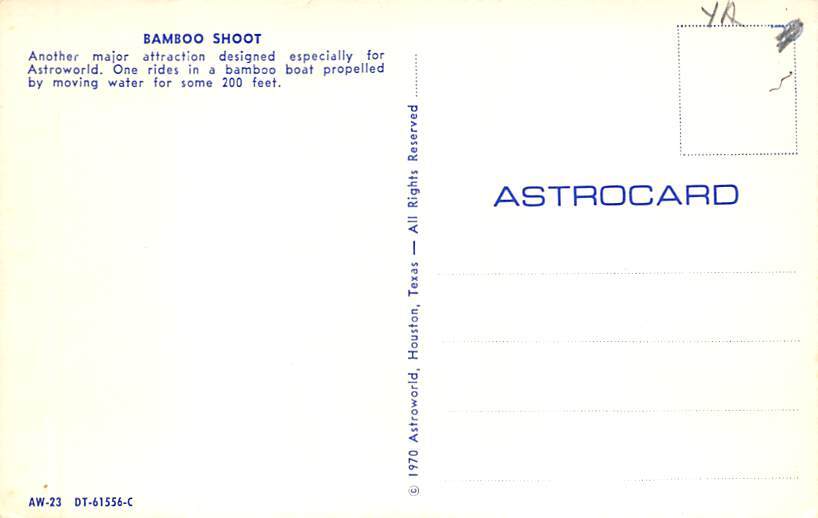 BAMBOO SHOOT
Another major attraction designed especially for
Astroworld. One rides in a bamboo boat propelled
by moving water for some 200 feet.
AW-23 DT-61556-C
© 1970 Astroworld, Houston, Texas — All Rights Reserved
YA
ASTROCARD